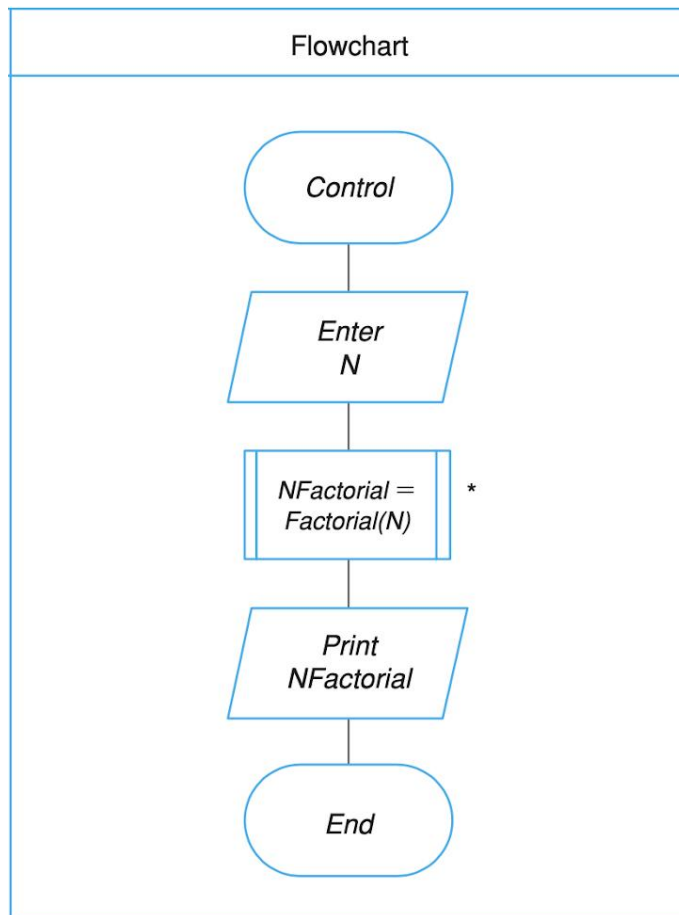 Flowchart
Control
Enter
N
NFactorial =
Factorial(N)
*
Print
NFactorial
End